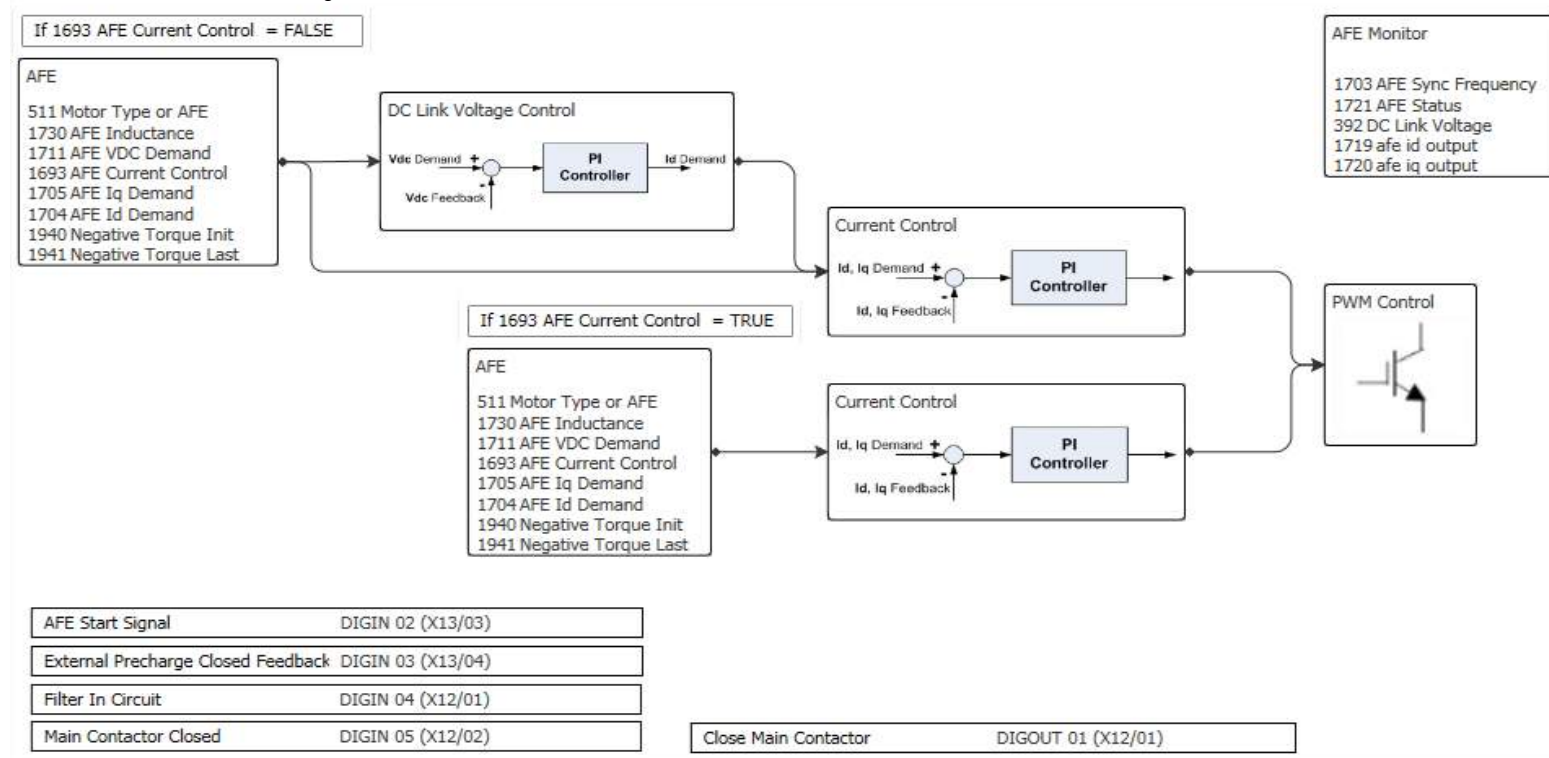 If 1693 AFE Current Control = FALSE
AFE
511 Motor Type or AFE
1730 AFE Inductance
1711 AFE VDC Demand
1693 AFE Current Control
1705 AFE Iq Demand
1704 AFE Id Demand
1940 Negative Torque Init
1941 Negative Torque Last
DC Link Voltage Control
Vdc Demand +
-
Vdc Feedback
PI
Controller
Id Demand
AFE Monitor
1703 AFE Sync Frequency
1721 AFE Status
392 DC Link Voltage
1719 afe id output
1720 afe iq output
Current Control
Id, Iq Demand +
-
Id, Iq Feedback
PI
Controller
PWM Control
If 1693 AFE Current Control = TRUE
AFE
511 Motor Type or AFE
1730 AFE Inductance
1711 AFE VDC Demand
1693 AFE Current Control
1705 AFE Iq Demand
1704 AFE Id Demand
1940 Negative Torque Init
1941 Negative Torque Last
Current Control
Id, Iq Demand +
-
Id, Iq Feedback
PI
Controller
AFE Start Signal DIGIN 02 (X13/03)
External Precharge Closed Feedback DIGIN 03 (X13/04)
Filter In Circuit DIGIN 04 (X12/01)
Main Contactor Closed DIGIN 05 (X12/02)
Close Main Contactor DIGOUT 01 (X12/01)